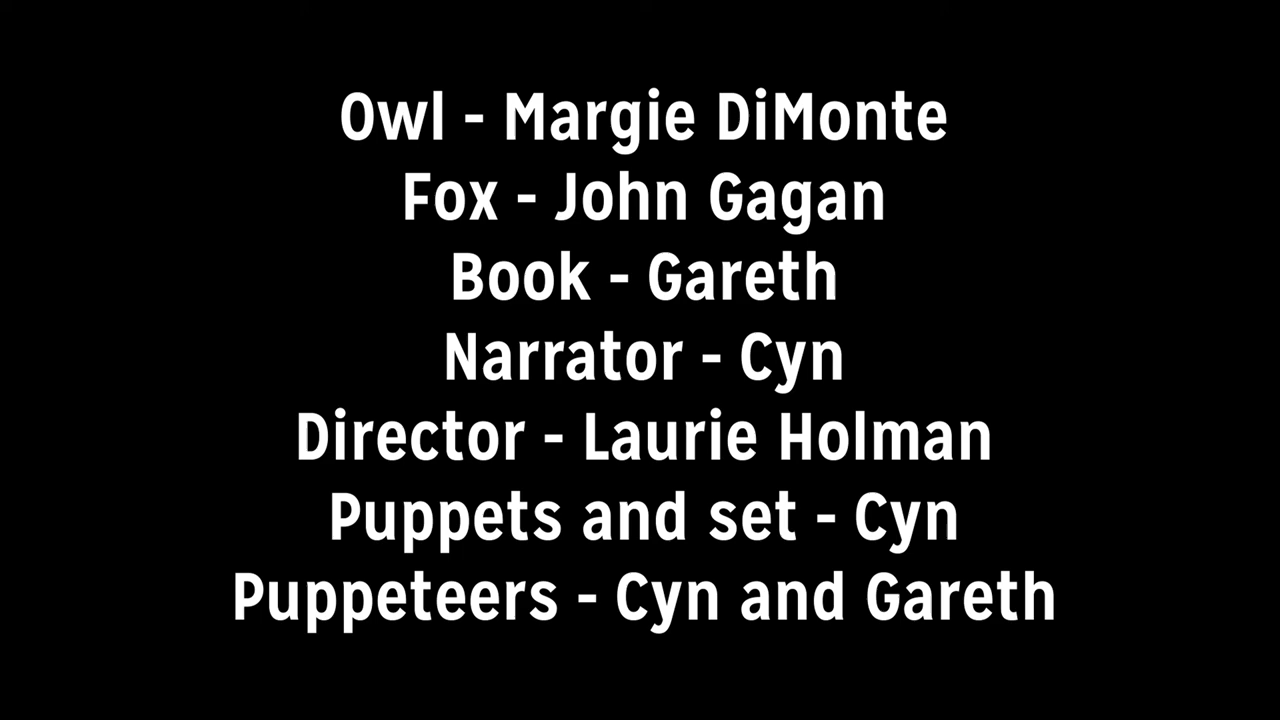 Owl - Margie DiMonte
Fox - John Gagan
Book - Gareth
Narrator - Cyn
Director - Laurie Holman
Puppets and set - Cyn
Puppeteers - Cyn and Gareth